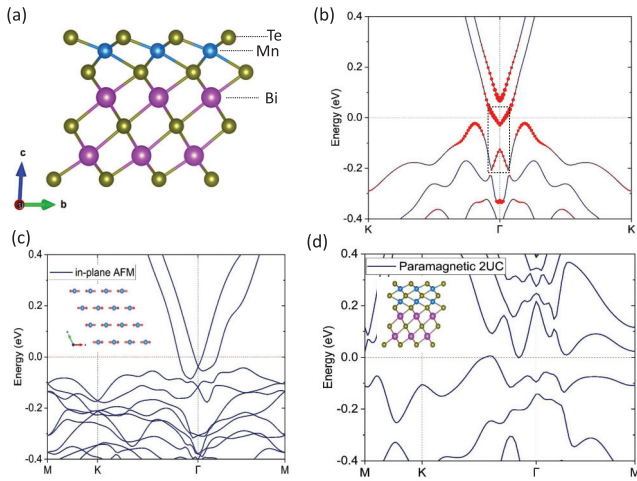 (a)
Te
Mn
Bi
c
b
(b)
Energy (eV)
0.4
0.2
0.0
-0.2
-0.4
K
Γ
K
(c)
in-plane AFM
Energy (eV)
0.4
0.2
0.0
-0.2
-0.4
M
K
Γ
M
(d)
Paramagnetic 2UC
Energy (eV)
0.4
0.2
0.0
-0.2
-0.4
M
K
Γ
M